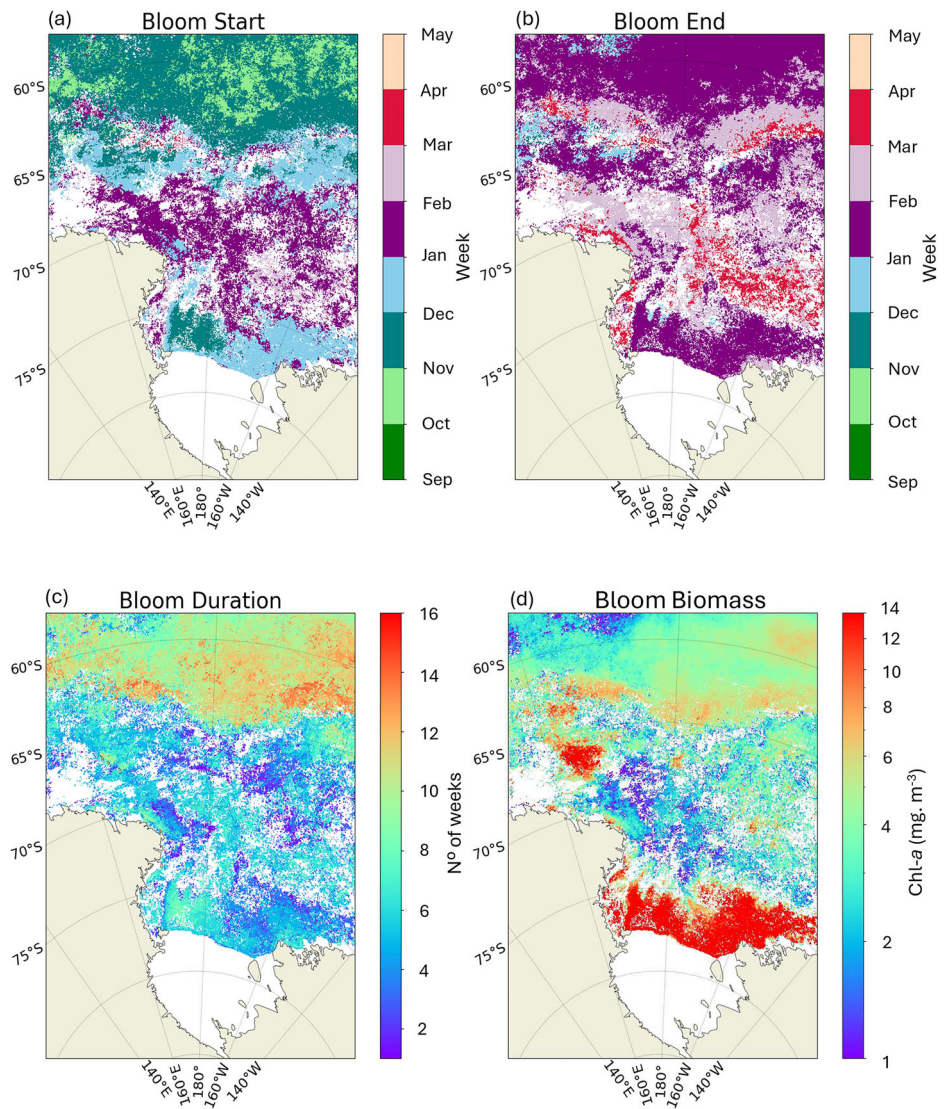 (a) Bloom Start
(b) Bloom End
May
Apr
Mar
Feb
Jan
Dec
Nov
Oct
Sep
Week
60°S
65°S
70°S
75°S
140°E
160°E
180°
160°W
140°W
May
Apr
Mar
Feb
Jan
Dec
Nov
Oct
Sep
Week
60°S
65°S
70°S
75°S
140°E
160°E
180°
160°W
140°W
(c) Bloom Duration
(d) Bloom Biomass
16
14
12
10
8
6
4
2
Nº of weeks
60°S
65°S
70°S
75°S
140°E
160°E
180°
160°W
140°W
14
12
10
8
6
4
2
1
Chl-a (mg. m-3)
60°S
65°S
70°S
75°S
140°E
160°E
180°
160°W
140°W